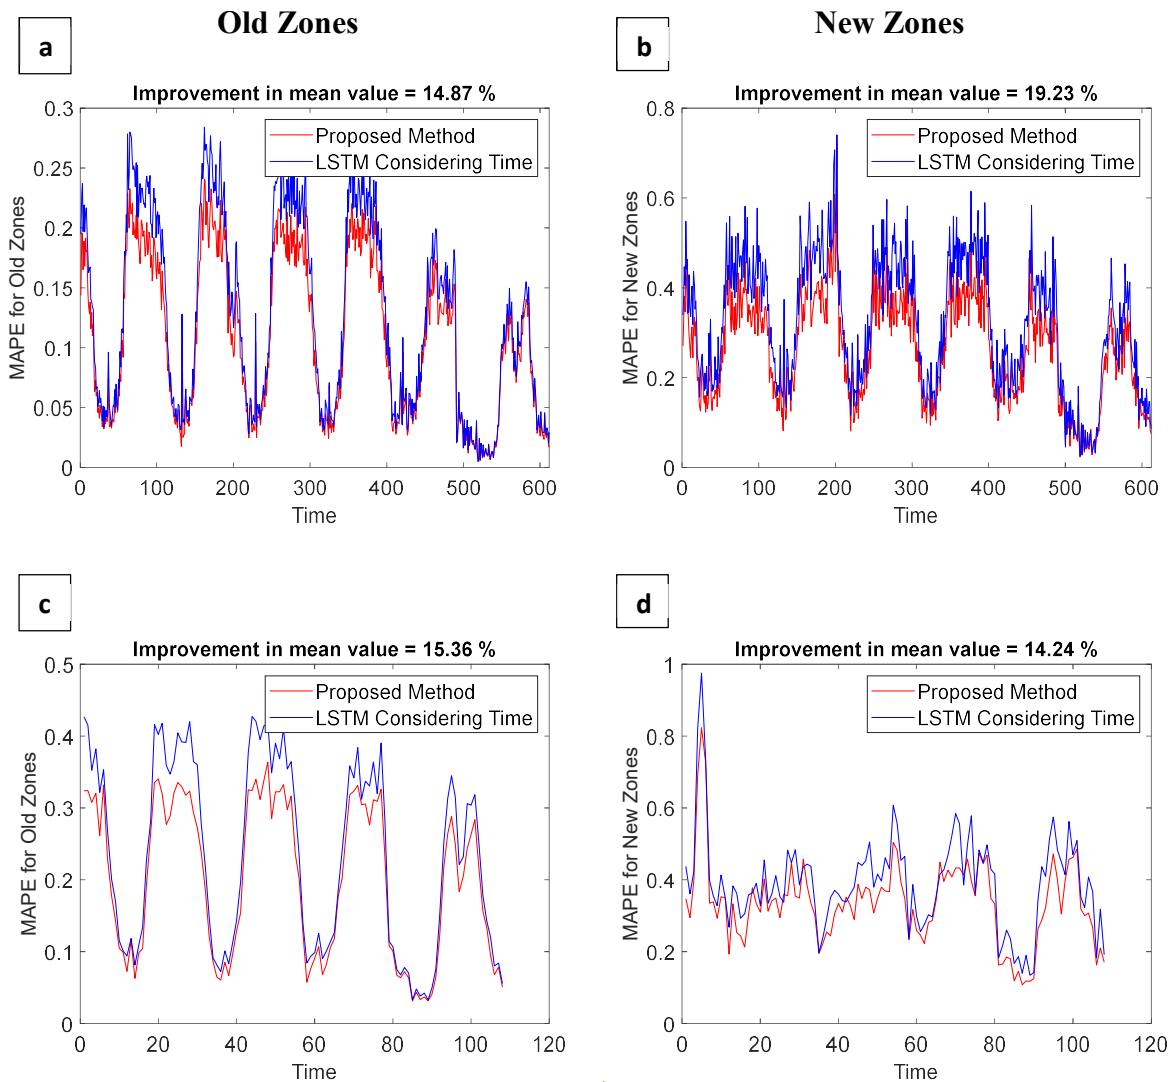 Old Zones
New Zones
a
b
Improvement in mean value = 14.87 %
0.3
0.25
0.2
0.15
0.1
0.05
0
MAPE for Old Zones
Proposed Method
LSTM Considering Time
0 100 200 300 400 500 600
Time
Improvement in mean value = 19.23 %
0.8
0.6
0.4
0.2
0
MAPE for New Zones
Proposed Method
LSTM Considering Time
0 100 200 300 400 500 600
Time
c
d
Improvement in mean value = 15.36 %
0.5
0.4
0.3
0.2
0.1
0
MAPE for Old Zones
Proposed Method
LSTM Considering Time
0 20 40 60 80 100 120
Time
Improvement in mean value = 14.24 %
1
0.8
0.6
0.4
0.2
0
MAPE for New Zones
Proposed Method
LSTM Considering Time
0 20 40 60 80 100 120
Time